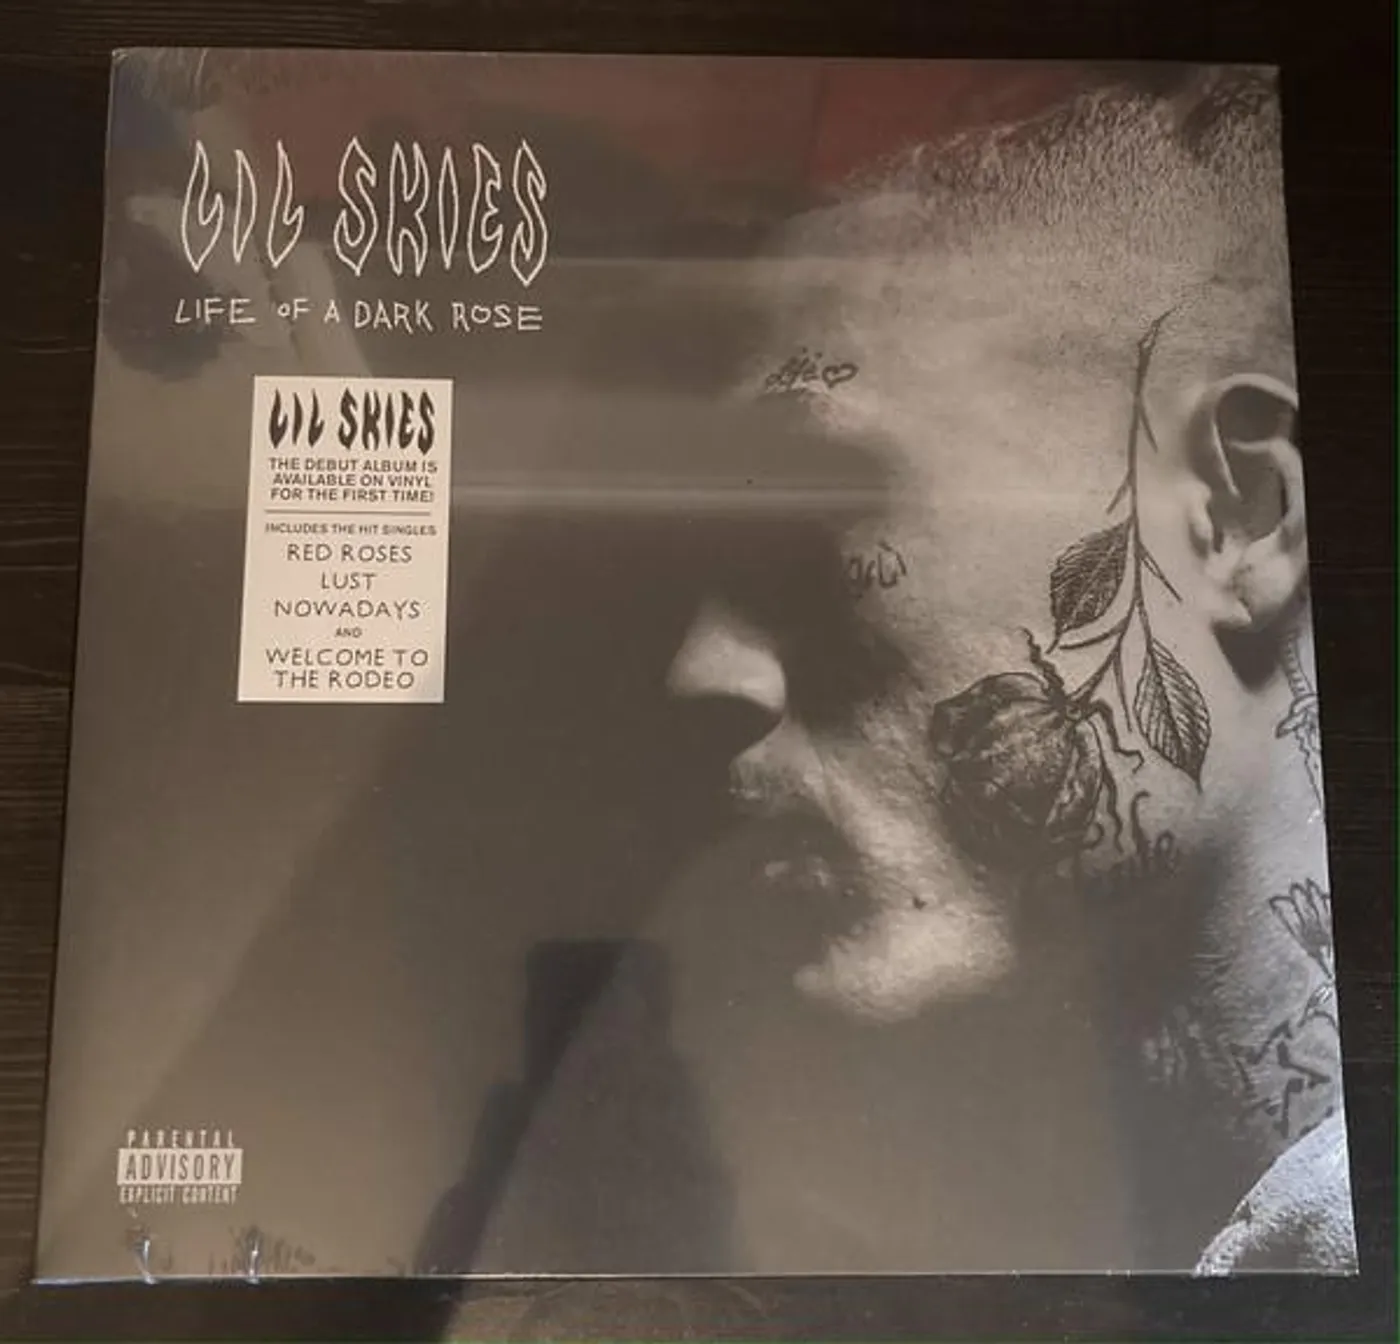 LIL SKIES
LIFE OF A DARK ROSE
LIL SKIES
THE DEBUT ALBUM IS
AVAILABLE ON VINYL
FOR THE FIRST TIME!
INCLUDES THE HIT SINGLES
RED ROSES
LUST
NOWADAYS
AND
WELCOME TO
THE RODEO
PARENTAL
ADVISORY
EXPLICIT CONTENT